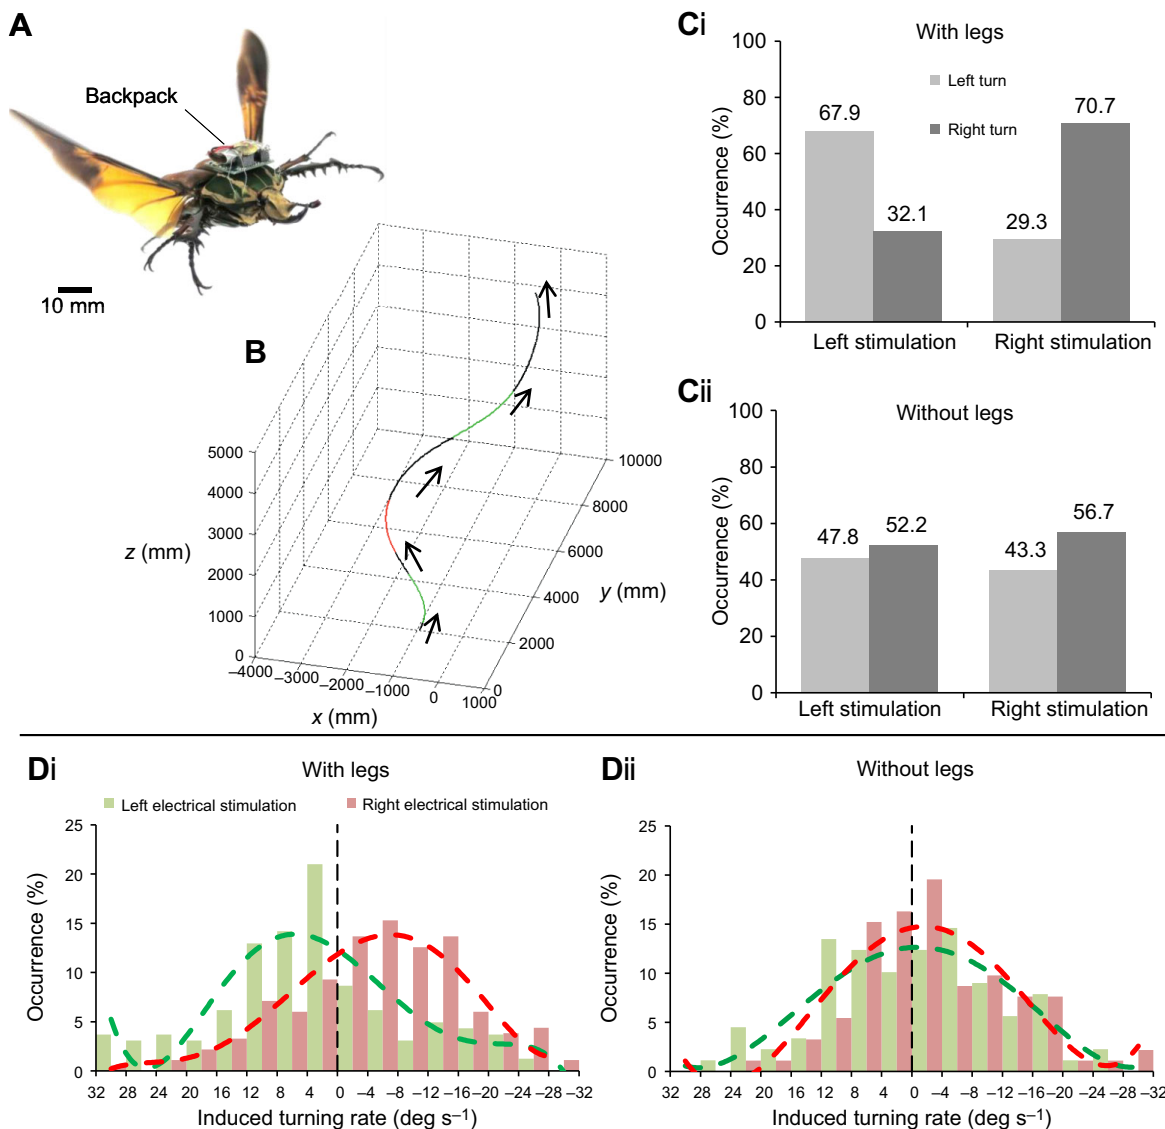 A
Backpack
10 mm
B
5000
4000
3000
2000
1000
0
z (mm)
–4000
–3000
–2000
–1000
0
1000
x (mm)
0
2000
4000
6000
8000
10000
y (mm)
Ci
With legs
Left turn
Right turn
Occurrence (%)
100
80
60
40
20
0
67.9
32.1
29.3
70.7
Left stimulation Right stimulation
Cii
Without legs
Occurrence (%)
100
80
60
40
20
0
47.8
52.2
43.3
56.7
Left stimulation Right stimulation
Di
With legs
Left electrical stimulation Right electrical stimulation
Occurrence (%)
25
20
15
10
5
0
32 28 24 20 16 12 8 4 0 –4 –8 –12 –16 –20 –24 –28 –32
Induced turning rate (deg s–1)
Dii
Without legs
Occurrence (%)
25
20
15
10
5
0
32 28 24 20 16 12 8 4 0 –4 –8 –12 –16 –20 –24 –28 –32
Induced turning rate (deg s–1)